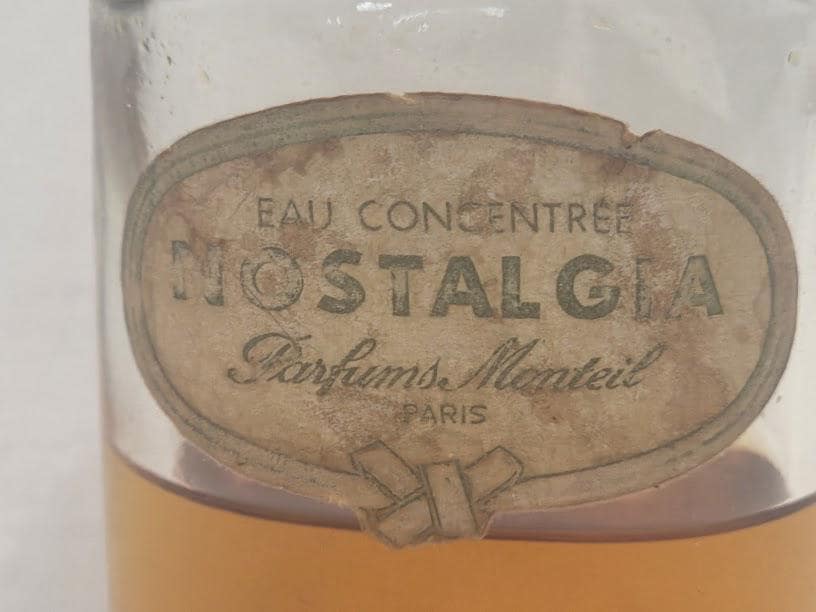 EAU CONCENTRÉE
NOSTALGIA
Parfums Monteil
PARIS